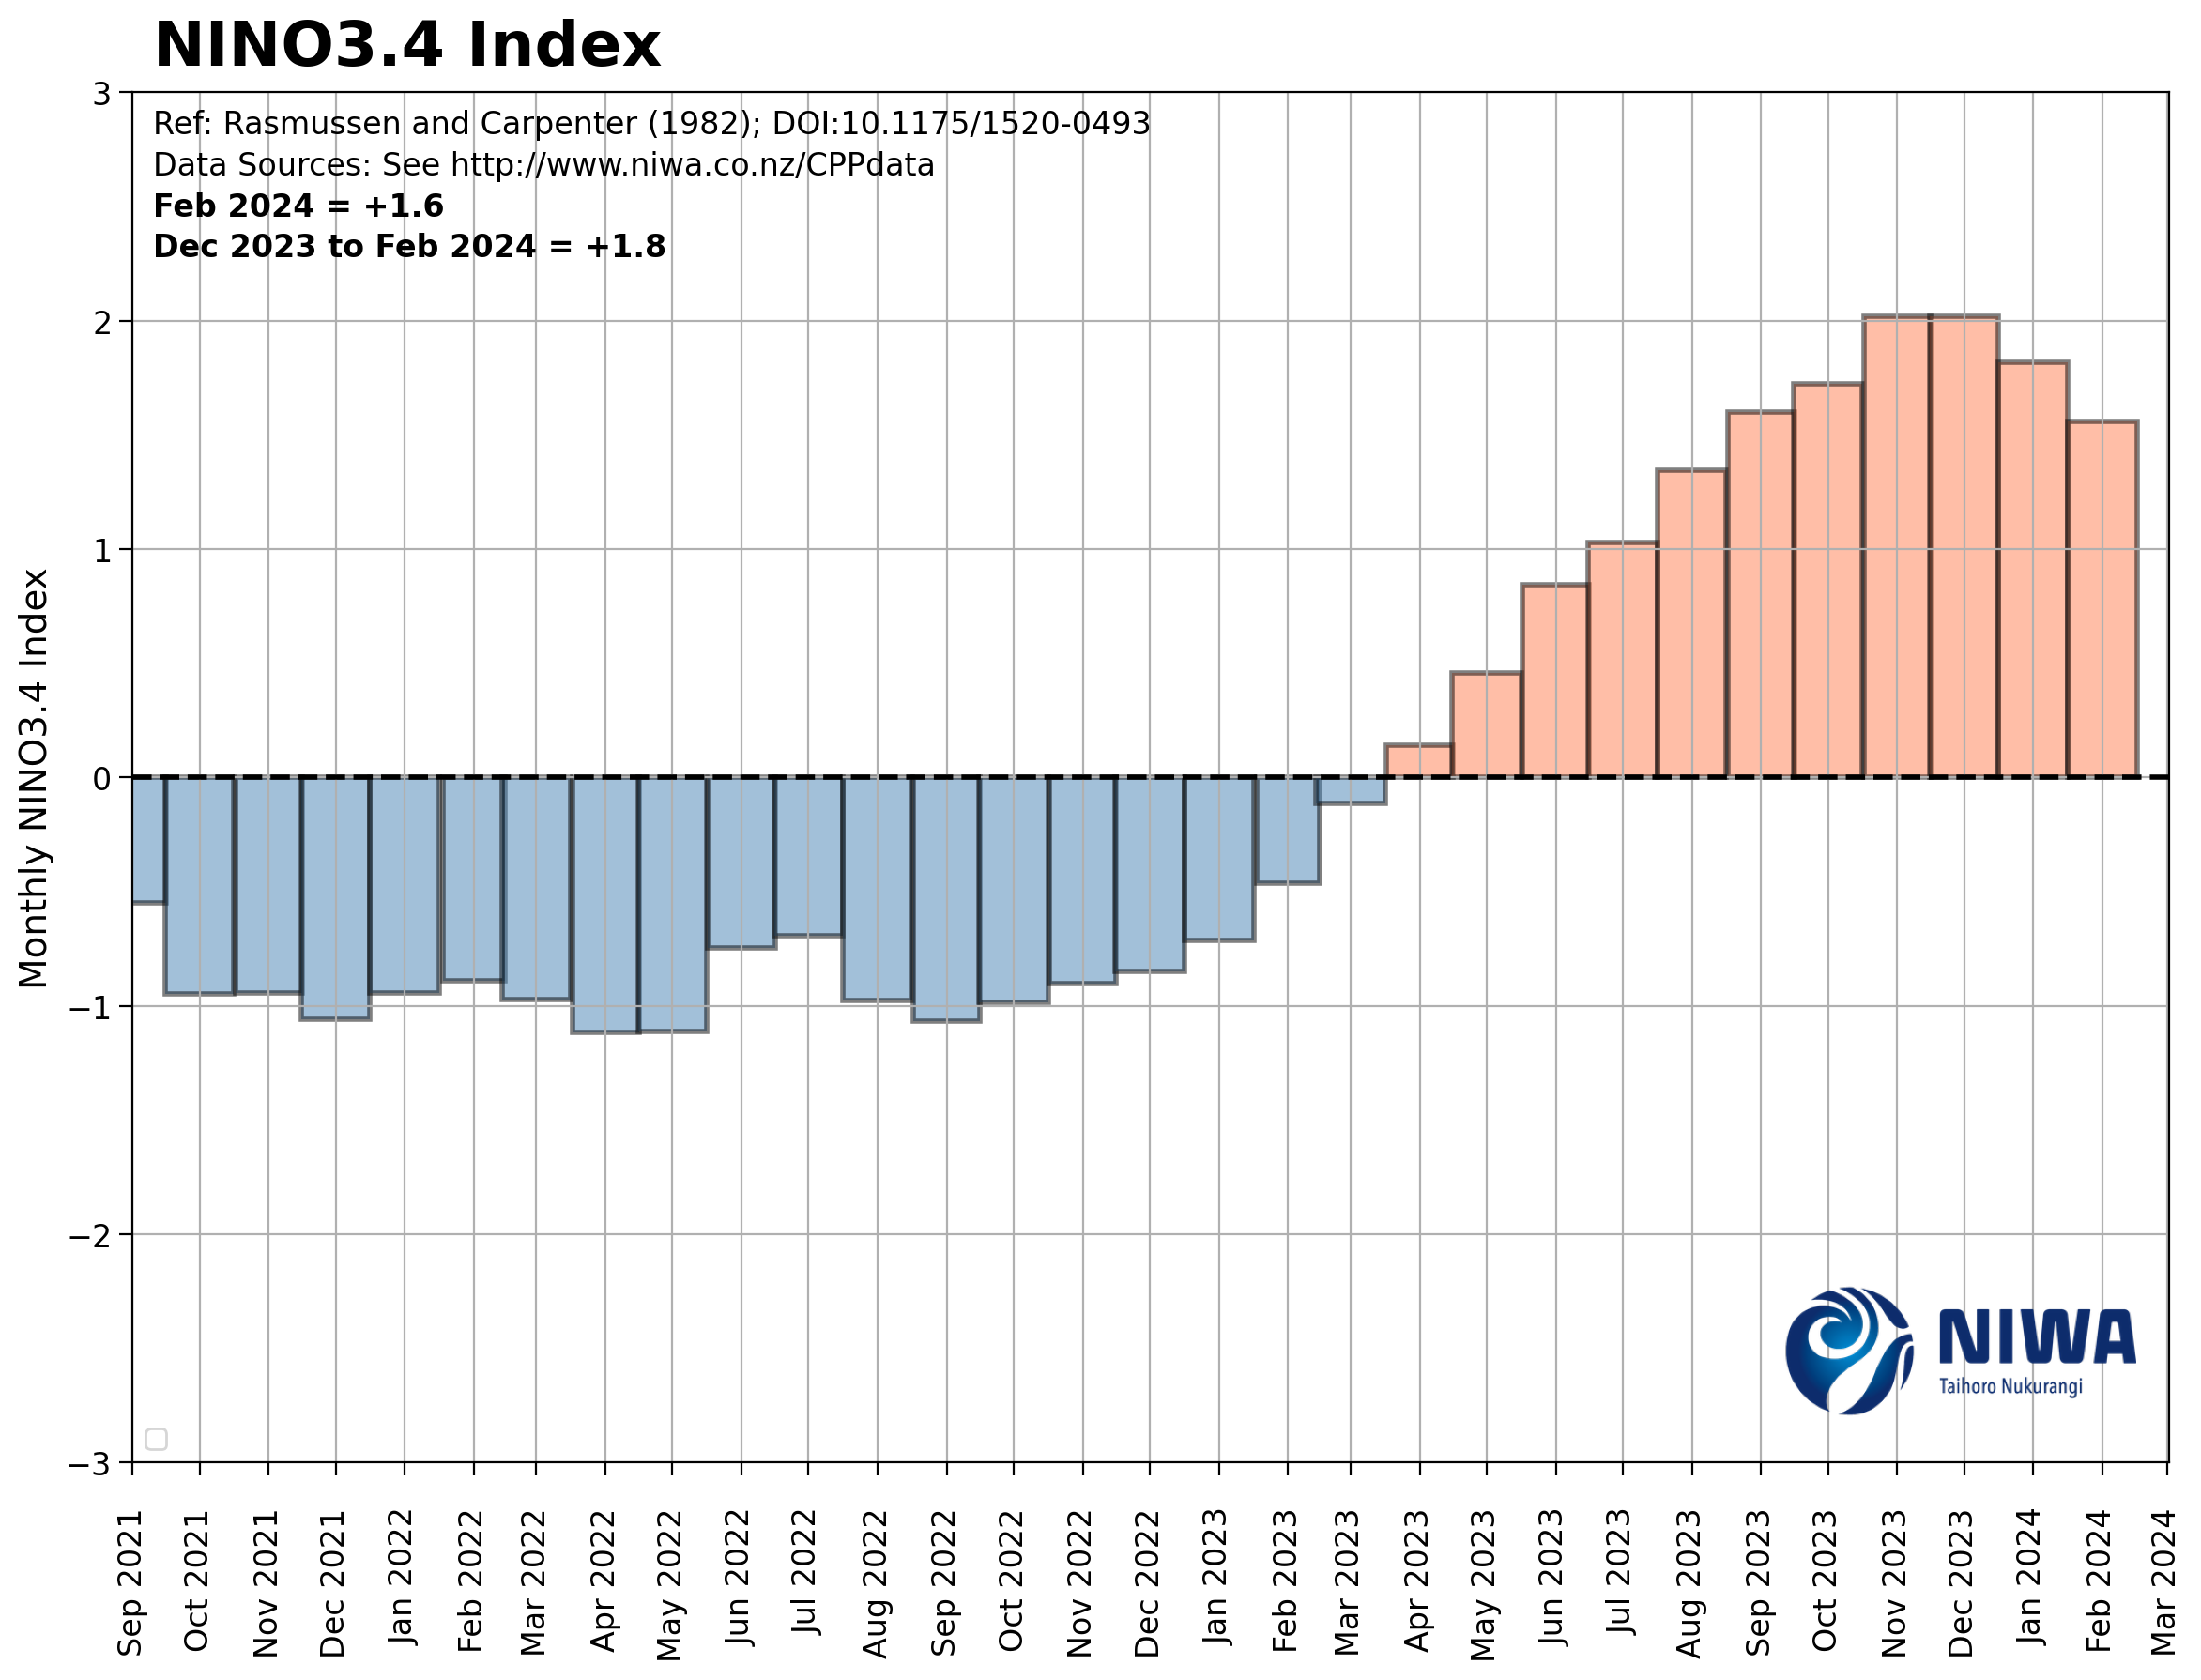 NINO3.4 Index
Ref: Rasmussen and Carpenter (1982); DOI:10.1175/1520-0493
Data Sources: See http://www.niwa.co.nz/CPPdata
Feb 2024 = +1.6
Dec 2023 to Feb 2024 = +1.8
Monthly NINO3.4 Index
3
2
1
0
−1
−2
−3
NIWA
Taihoro Nukurangi
Sep 2021
Oct 2021
Nov 2021
Dec 2021
Jan 2022
Feb 2022
Mar 2022
Apr 2022
May 2022
Jun 2022
Jul 2022
Aug 2022
Sep 2022
Oct 2022
Nov 2022
Dec 2022
Jan 2023
Feb 2023
Mar 2023
Apr 2023
May 2023
Jun 2023
Jul 2023
Aug 2023
Sep 2023
Oct 2023
Nov 2023
Dec 2023
Jan 2024
Feb 2024
Mar 2024